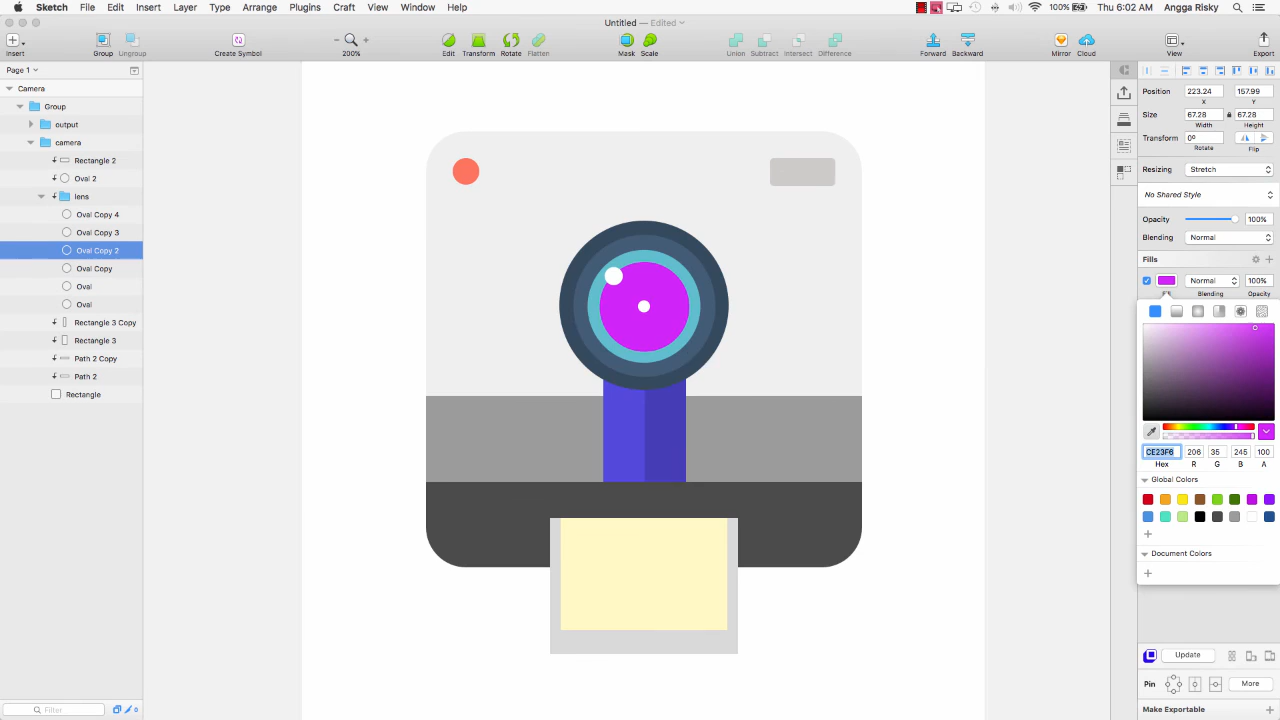 Sketch File Edit Insert Layer Type Arrange Plugins Craft View Window Help 100% Thu 6:02 AM Angga Risky
Untitled — Edited
Insert Group Ungroup Create Symbol 200% Edit Transform Rotate Flatten Mask Scale Union Subtract Intersect Difference Forward Backward Mirror Cloud View Export
Page 1
Camera
Group
output
camera
Rectangle 2
Oval 2
lens
Oval Copy 4
Oval Copy 3
Oval Copy 2
Oval Copy
Oval
Oval
Rectangle 3 Copy
Rectangle 3
Path 2 Copy
Path 2
Rectangle
Filter 0
Position 223.24 157.99
X Y
Size 67.28 67.28
Width Height
Transform 0º
Rotate Flip
Resizing Stretch
No Shared Style
Opacity 100%
Blending Normal
Fills
Normal 100%
Blending Opacity
CE23F6 206 35 245 100
Hex R G B A
Global Colors
Document Colors
Update
Pin More
Make Exportable